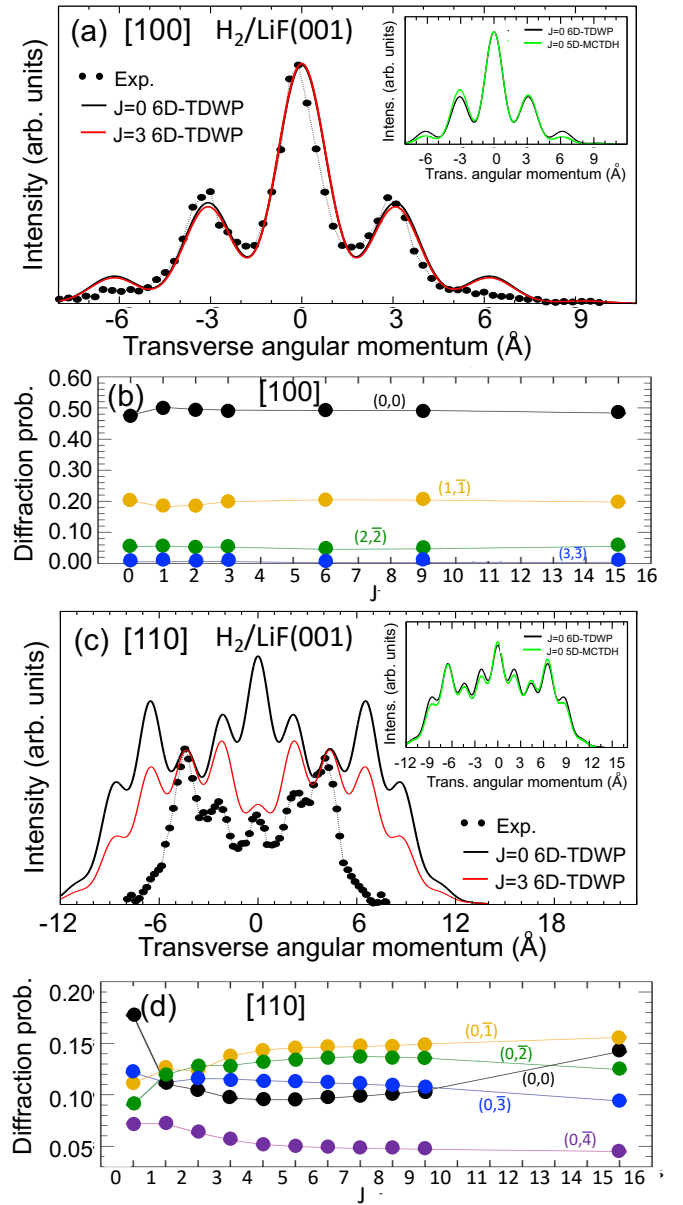 (a) [100] H2/LiF(001)
Exp.
J=0 6D-TDWP
J=3 6D-TDWP
Intensity (arb. units)
-6 -3 0 3 6 9
Transverse angular momentum (Å)
J=0 6D-TDWP
J=0 5D-MCTDH
Intens. (arb. units)
-6 -3 0 3 6 9
Trans. angular momentum (Å)
(b) [100]
Diffraction prob.
0.60
0.50
0.40
0.30
0.20
0.10
0.00
(0,0)
(1,1̅)
(2,2̅)
(3,3̅)
0 1 2 3 4 5 6 7 8 9 10 11 12 13 14 15 16
J
(c) [110] H2/LiF(001)
Intensity (arb. units)
J=0 6D-TDWP
J=0 5D-MCTDH
Intens. (arb. units)
-12 -9 -6 -3 0 3 6 9 12 15
Trans. angular momentum (Å)
Exp.
J=0 6D-TDWP
J=3 6D-TDWP
-12 -6 0 6 12 18
Transverse angular momentum (Å)
(d) [110]
Diffraction prob.
0.20
0.15
0.10
0.05
(0,1̅)
(0,2̅)
(0,0)
(0,3̅)
(0,4̅)
0 1 2 3 4 5 6 7 8 9 10 11 12 13 14 15 16
J